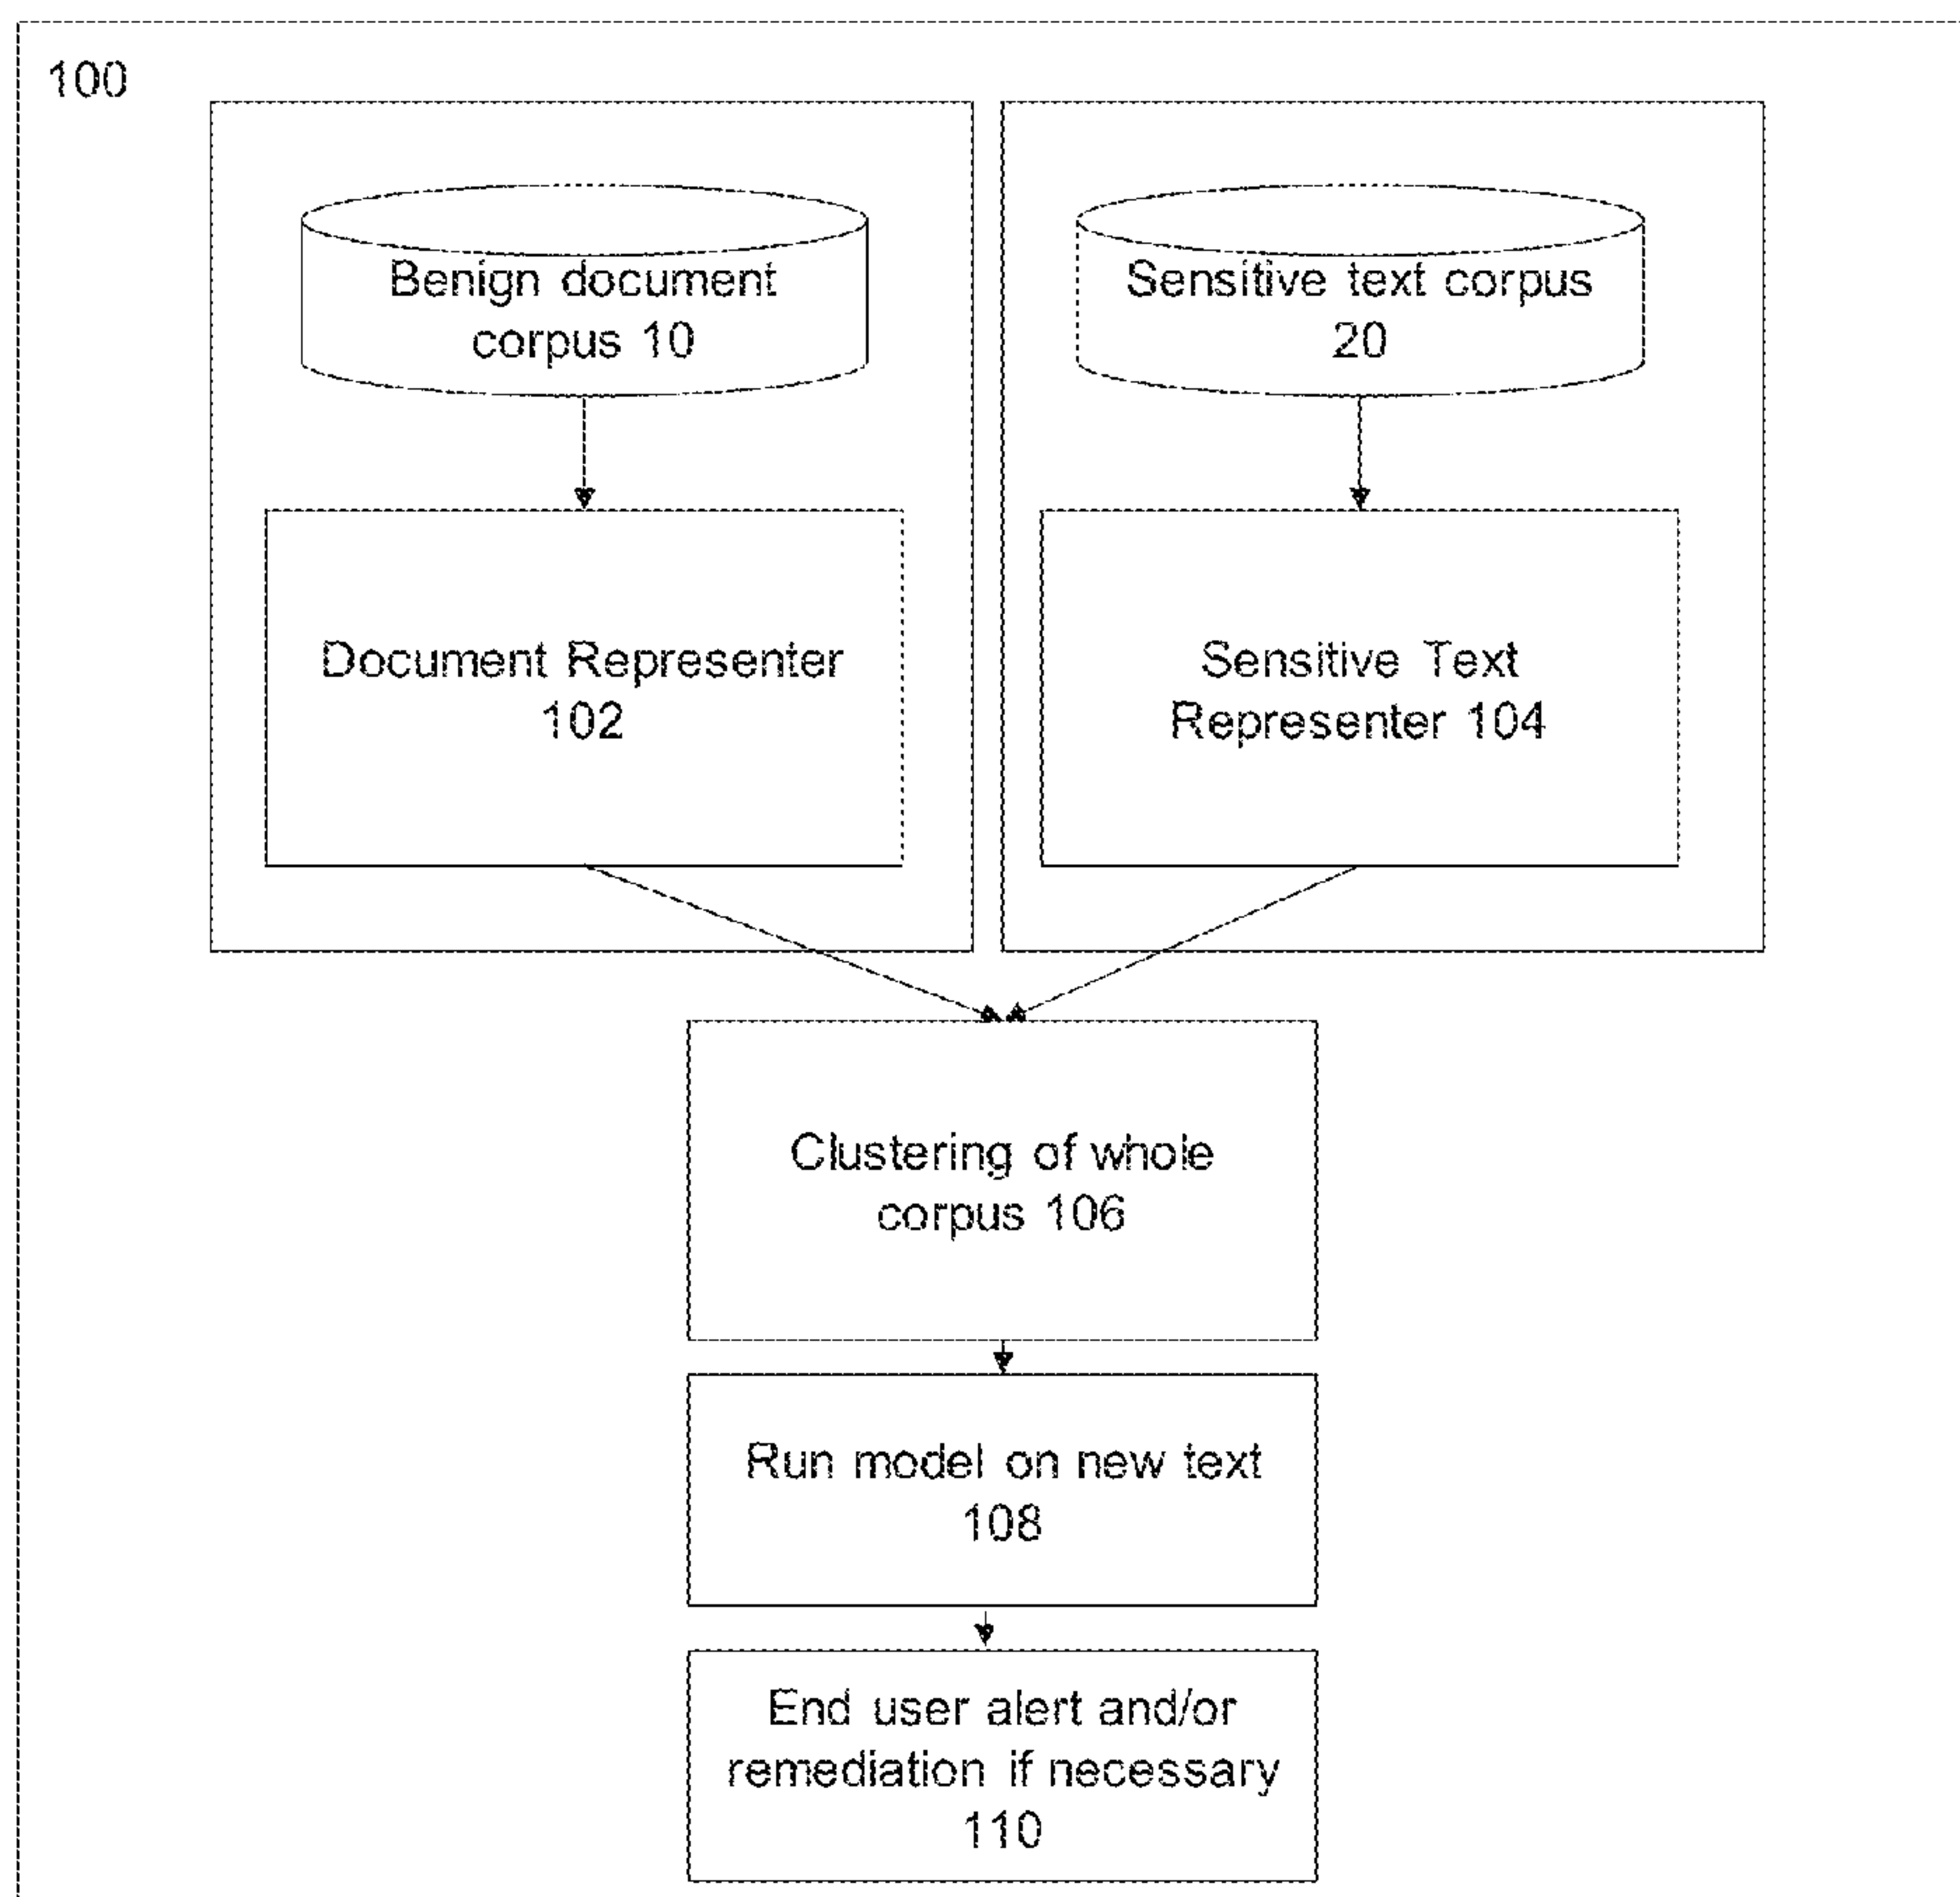 100
Benign document
corpus 10
Sensitive text corpus
20
Document Representer
102
Sensitive Text
Representer 104
Clustering of whole
corpus 106
Run model on new text
108
End user alert and/or
remediation if necessary
110